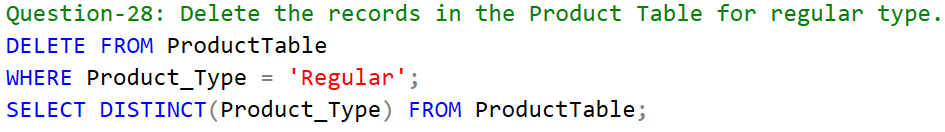 Question-28: Delete the records in the Product Table for regular type.
DELETE FROM ProductTable
WHERE Product_Type = 'Regular';
SELECT DISTINCT(Product_Type) FROM ProductTable;